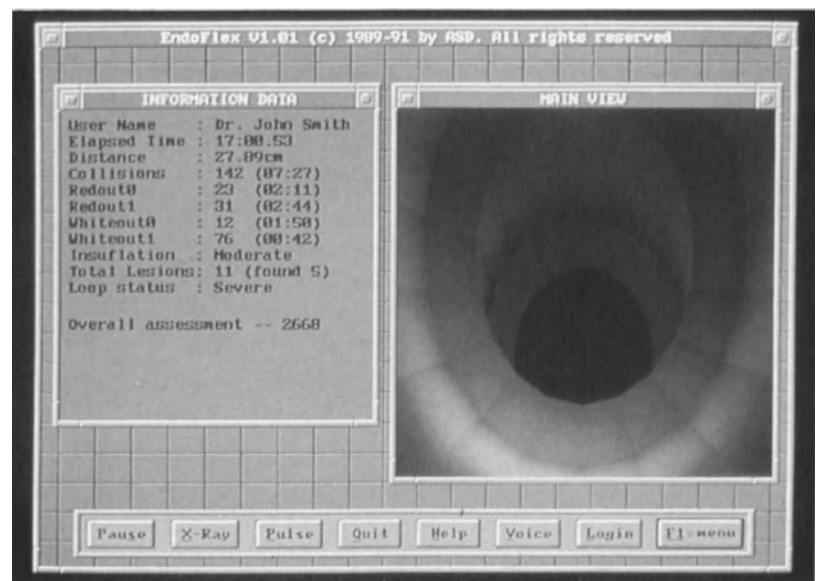 EndoFlex V1.01 (c) 1989-91 by ASD. All rights reserved
INFORMATION DATA
User Name : Dr. John Smith
Elapsed Time : 17:00.53
Distance : 27.89cm
Collisions : 142 (07:27)
Redout0 : 23 (02:11)
Redout1 : 31 (02:44)
Whiteout0 : 12 (01:50)
Whiteout1 : 76 (00:42)
Insuflation : Moderate
Total Lesions: 11 (found 5)
Loop status : Severe
Overall assessment -- 2668
MAIN VIEW
Pause X-Ray Pulse Quit Help Voice Login F1=menu